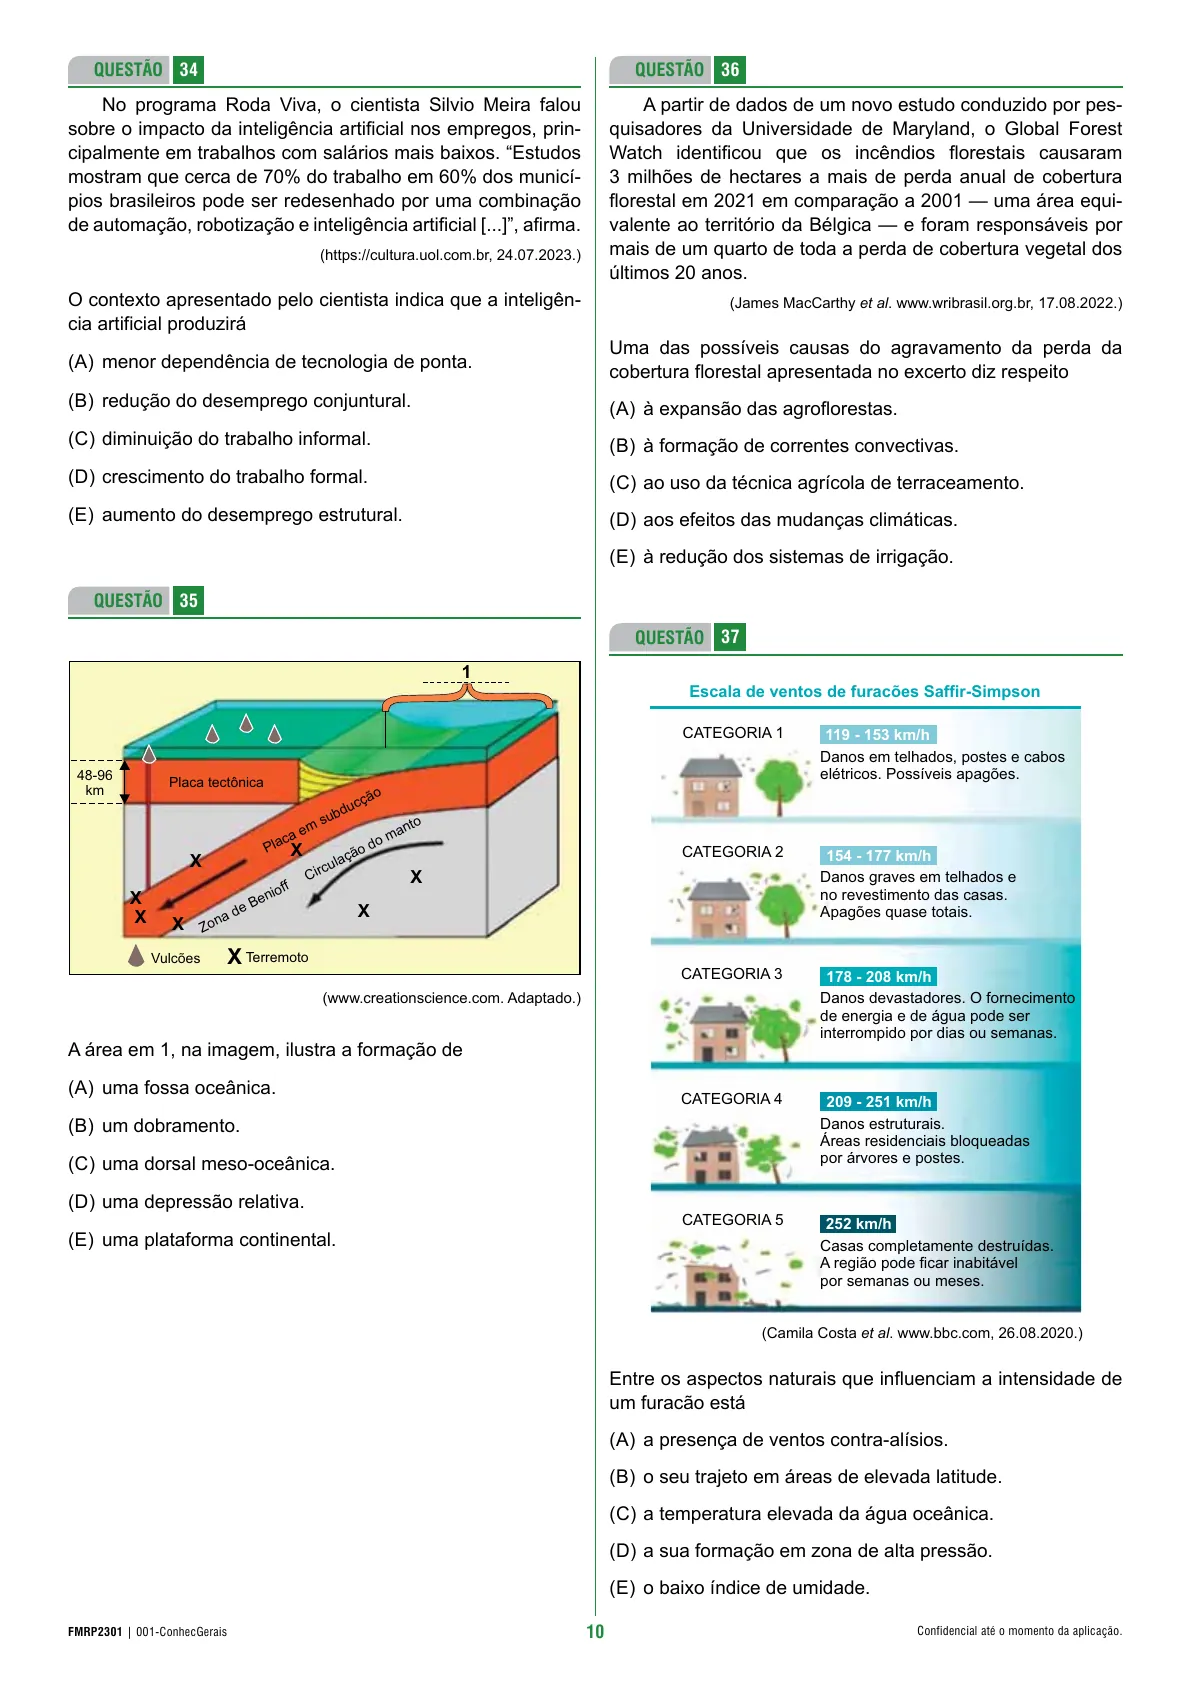 QUESTÃO 34
No programa Roda Viva, o cientista Silvio Meira falou
sobre o impacto da inteligência artificial nos empregos, prin-
cipalmente em trabalhos com salários mais baixos. “Estudos
mostram que cerca de 70% do trabalho em 60% dos municí-
pios brasileiros pode ser redesenhado por uma combinação
de automação, robotização e inteligência artificial [...]”, afirma.
(https://cultura.uol.com.br, 24.07.2023.)
O contexto apresentado pelo cientista indica que a inteligên-
cia artificial produzirá
(A) menor dependência de tecnologia de ponta.
(B) redução do desemprego conjuntural.
(C) diminuição do trabalho informal.
(D) crescimento do trabalho formal.
(E) aumento do desemprego estrutural.
QUESTÃO 35
1
48-96
km
Placa tectônica
Placa em subducção
X
X
Circulação do manto
X
X
X
X
X
Zona de Benioff
Vulcões X Terremoto
(www.creationscience.com. Adaptado.)
A área em 1, na imagem, ilustra a formação de
(A) uma fossa oceânica.
(B) um dobramento.
(C) uma dorsal meso-oceânica.
(D) uma depressão relativa.
(E) uma plataforma continental.
QUESTÃO 36
A partir de dados de um novo estudo conduzido por pes-
quisadores da Universidade de Maryland, o Global Forest
Watch identificou que os incêndios florestais causaram
3 milhões de hectares a mais de perda anual de cobertura
florestal em 2021 em comparação a 2001 — uma área equi-
valente ao território da Bélgica — e foram responsáveis por
mais de um quarto de toda a perda de cobertura vegetal dos
últimos 20 anos.
(James MacCarthy et al. www.wribrasil.org.br, 17.08.2022.)
Uma das possíveis causas do agravamento da perda da
cobertura florestal apresentada no excerto diz respeito
(A) à expansão das agroflorestas.
(B) à formação de correntes convectivas.
(C) ao uso da técnica agrícola de terraceamento.
(D) aos efeitos das mudanças climáticas.
(E) à redução dos sistemas de irrigação.
QUESTÃO 37
Escala de ventos de furacões Saffir-Simpson
CATEGORIA 1
119 - 153 km/h
Danos em telhados, postes e cabos
elétricos. Possíveis apagões.
CATEGORIA 2
154 - 177 km/h
Danos graves em telhados e
no revestimento das casas.
Apagões quase totais.
CATEGORIA 3
178 - 208 km/h
Danos devastadores. O fornecimento
de energia e de água pode ser
interrompido por dias ou semanas.
CATEGORIA 4
209 - 251 km/h
Danos estruturais.
Áreas residenciais bloqueadas
por árvores e postes.
CATEGORIA 5
252 km/h
Casas completamente destruídas.
A região pode ficar inabitável
por semanas ou meses.
(Camila Costa et al. www.bbc.com, 26.08.2020.)
Entre os aspectos naturais que influenciam a intensidade de
um furacão está
(A) a presença de ventos contra-alísios.
(B) o seu trajeto em áreas de elevada latitude.
(C) a temperatura elevada da água oceânica.
(D) a sua formação em zona de alta pressão.
(E) o baixo índice de umidade.
FMRP2301 | 001-ConhecGerais
10
Confidencial até o momento da aplicação.